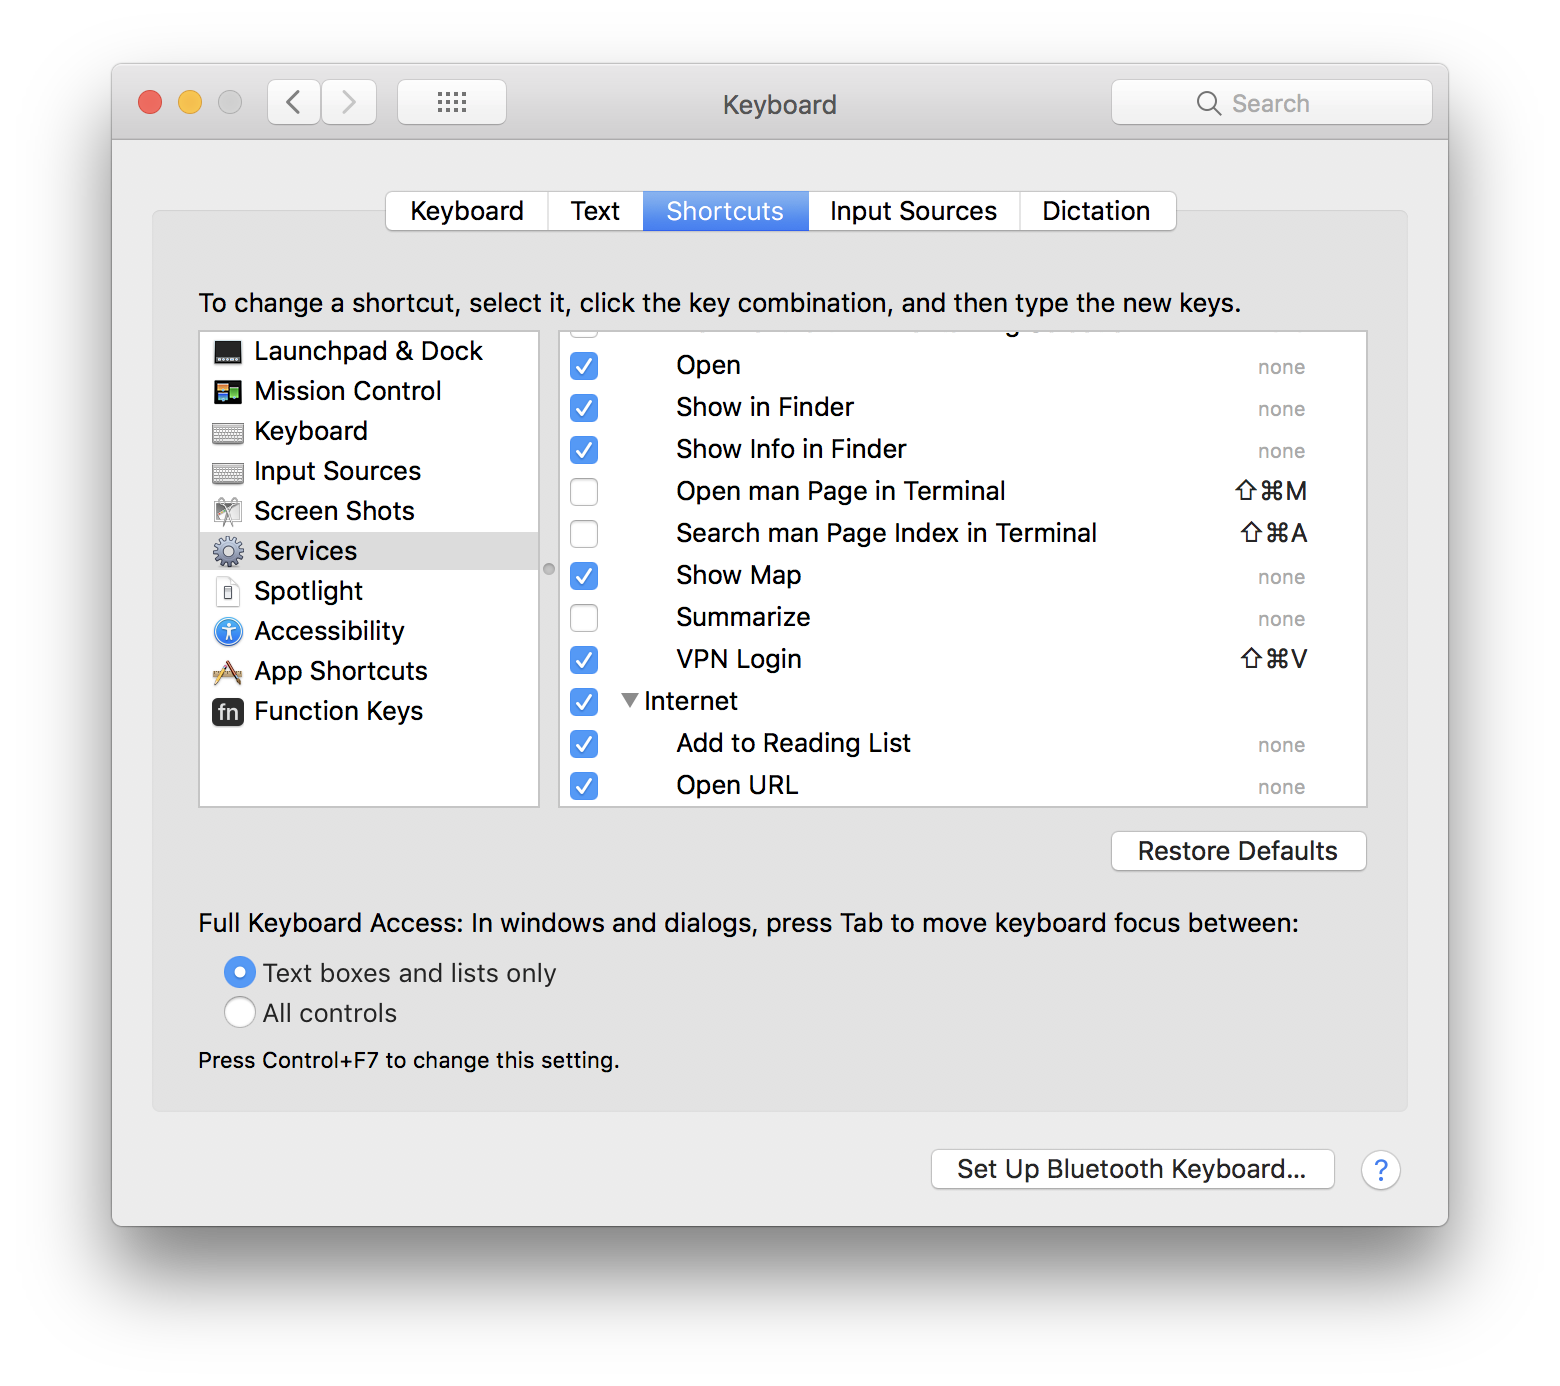 Keyboard
Search
Keyboard Text Shortcuts Input Sources Dictation
To change a shortcut, select it, click the key combination, and then type the new keys.
Launchpad & Dock
Mission Control
Keyboard
Input Sources
Screen Shots
Services
Spotlight
Accessibility
App Shortcuts
fn Function Keys
Open none
Show in Finder none
Show Info in Finder none
Open man Page in Terminal ⇧⌘M
Search man Page Index in Terminal ⇧⌘A
Show Map none
Summarize none
VPN Login ⇧⌘V
Internet
Add to Reading List none
Open URL none
Restore Defaults
Full Keyboard Access: In windows and dialogs, press Tab to move keyboard focus between:
Text boxes and lists only
All controls
Press Control+F7 to change this setting.
Set Up Bluetooth Keyboard...
?